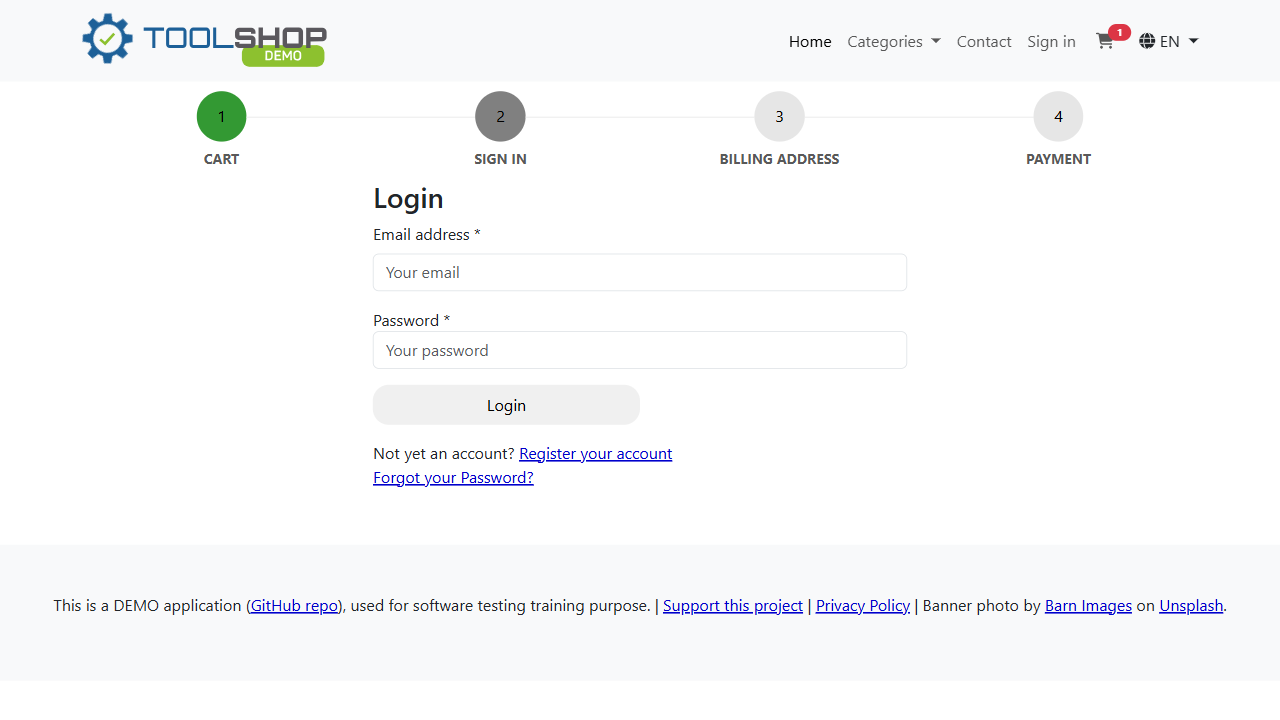 TOOLSHOP
DEMO
Home Categories Contact Sign in 1 EN
1 2 3 4
CART SIGN IN BILLING ADDRESS PAYMENT
Login
Email address *
Your email
Password *
Your password
Login
Not yet an account? Register your account
Forgot your Password?
This is a DEMO application (GitHub repo), used for software testing training purpose. | Support this project | Privacy Policy | Banner photo by Barn Images on Unsplash.